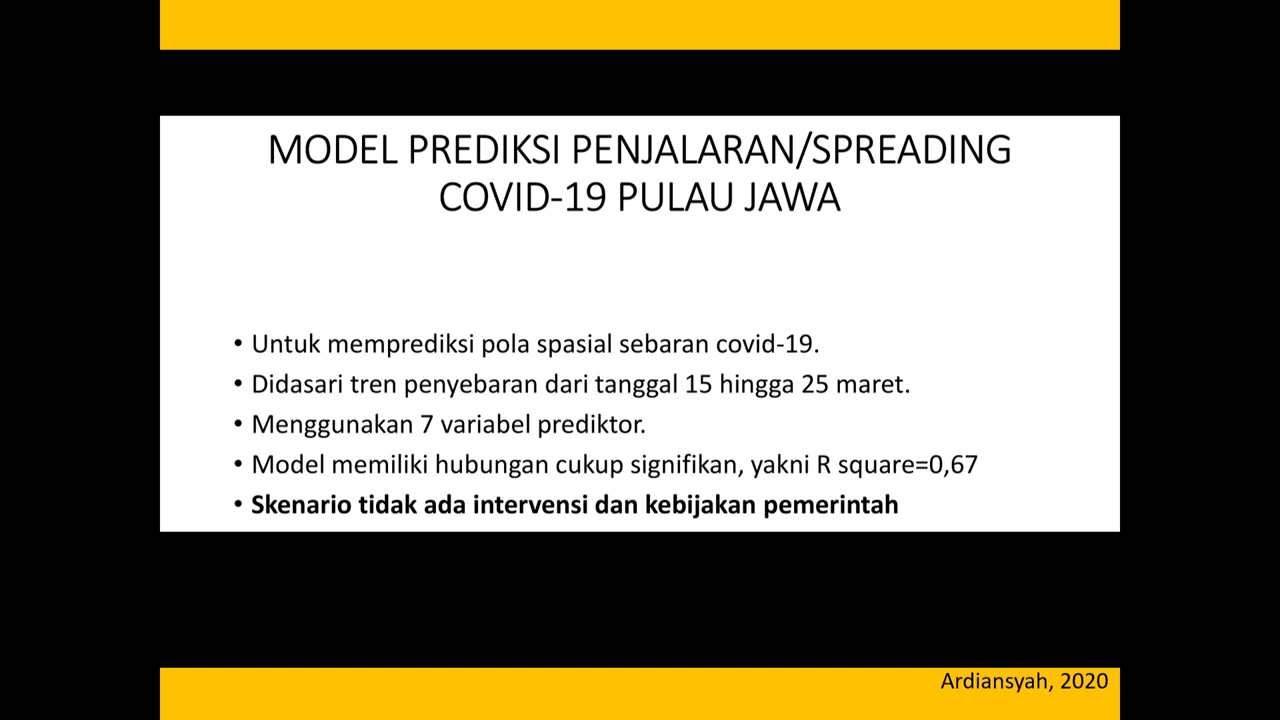 MODEL PREDIKSI PENJALARAN/SPREADING
COVID-19 PULAU JAWA
• Untuk memprediksi pola spasial sebaran covid-19.
• Didasari tren penyebaran dari tanggal 15 hingga 25 maret.
• Menggunakan 7 variabel prediktor.
• Model memiliki hubungan cukup signifikan, yakni R square=0,67
• Skenario tidak ada intervensi dan kebijakan pemerintah
Ardiansyah, 2020